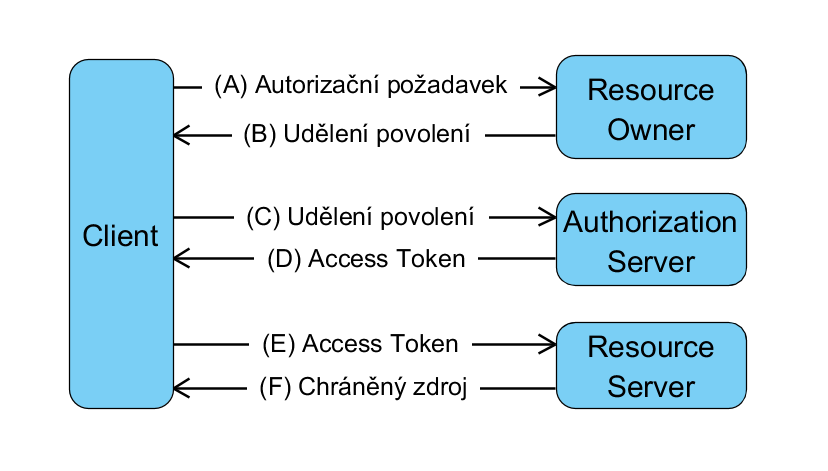 (A) Autorizační požadavek
Resource
Owner
(B) Udělení povolení
Client
(C) Udělení povolení
Authorization
Server
(D) Access Token
(E) Access Token
Resource
Server
(F) Chráněný zdroj